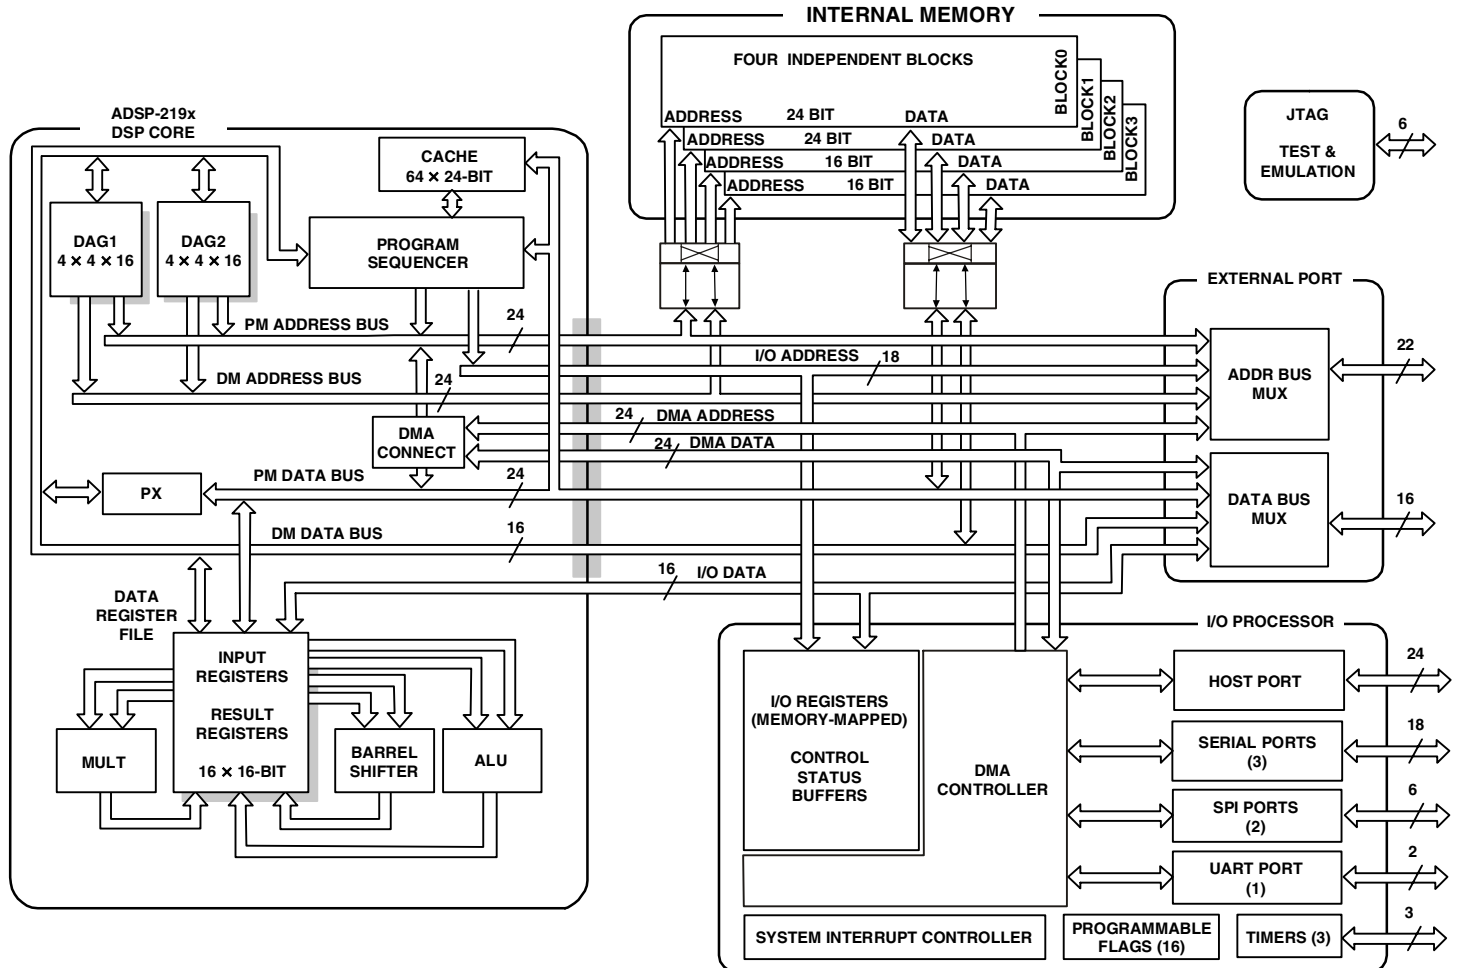 INTERNAL MEMORY
FOUR INDEPENDENT BLOCKS
BLOCK0
BLOCK1
BLOCK2
BLOCK3
ADDRESS 24 BIT DATA
ADDRESS 24 BIT DATA
ADDRESS 16 BIT DATA
ADDRESS 16 BIT DATA
JTAG
TEST &
EMULATION
6
ADSP-219x
DSP CORE
CACHE
64 × 24-BIT
DAG1
4 × 4 × 16
DAG2
4 × 4 × 16
PROGRAM
SEQUENCER
EXTERNAL PORT
PM ADDRESS BUS
24
I/O ADDRESS
18
ADDR BUS
MUX
22
DM ADDRESS BUS
24
DMA
CONNECT
24
DMA ADDRESS
24
DMA DATA
PX
PM DATA BUS
24
DATA BUS
MUX
16
DM DATA BUS
16
16
I/O DATA
DATA
REGISTER
FILE
INPUT
REGISTERS
RESULT
REGISTERS
16 × 16-BIT
MULT
BARREL
SHIFTER
ALU
I/O PROCESSOR
I/O REGISTERS
(MEMORY-MAPPED)
CONTROL
STATUS
BUFFERS
DMA
CONTROLLER
HOST PORT
24
SERIAL PORTS
(3)
18
SPI PORTS
(2)
6
UART PORT
(1)
2
SYSTEM INTERRUPT CONTROLLER
PROGRAMMABLE
FLAGS (16)
TIMERS (3)
3